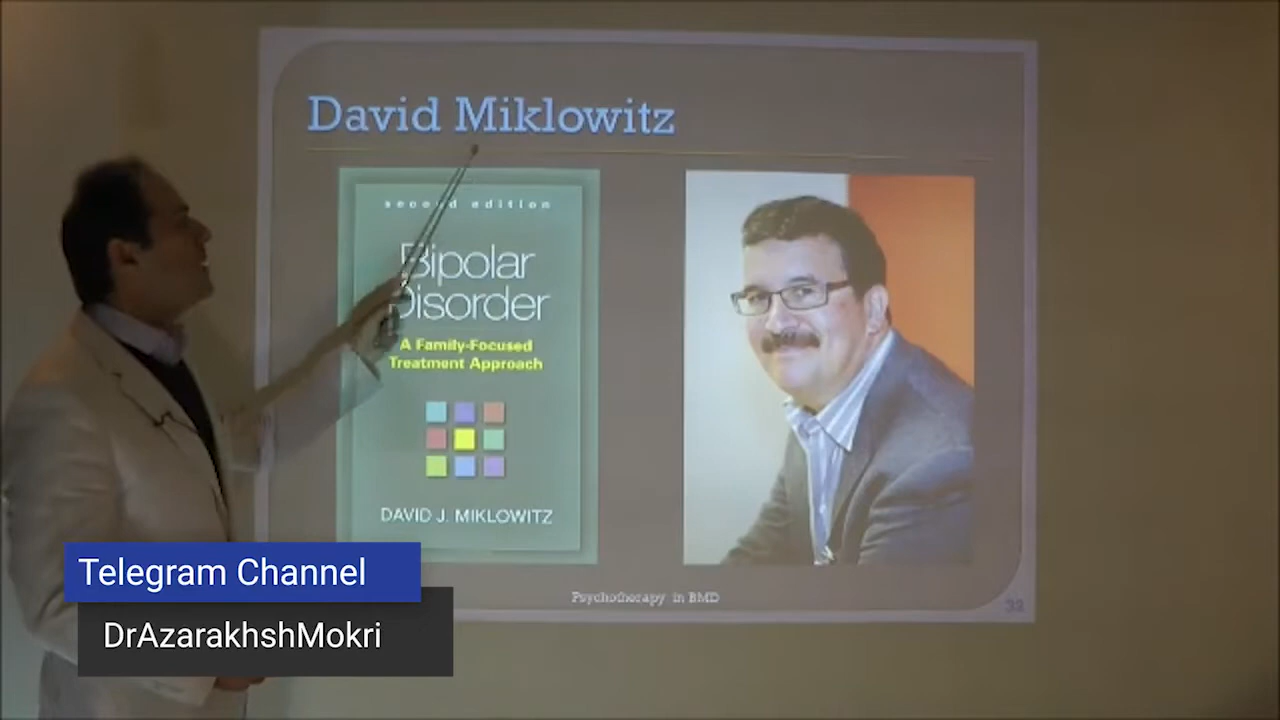 David Miklowitz
second edition
Bipolar
Disorder
A Family-Focused
Treatment Approach
DAVID J. MIKLOWITZ
Psychotherapy in BMD
32
Telegram Channel
DrAzarakhshMokri